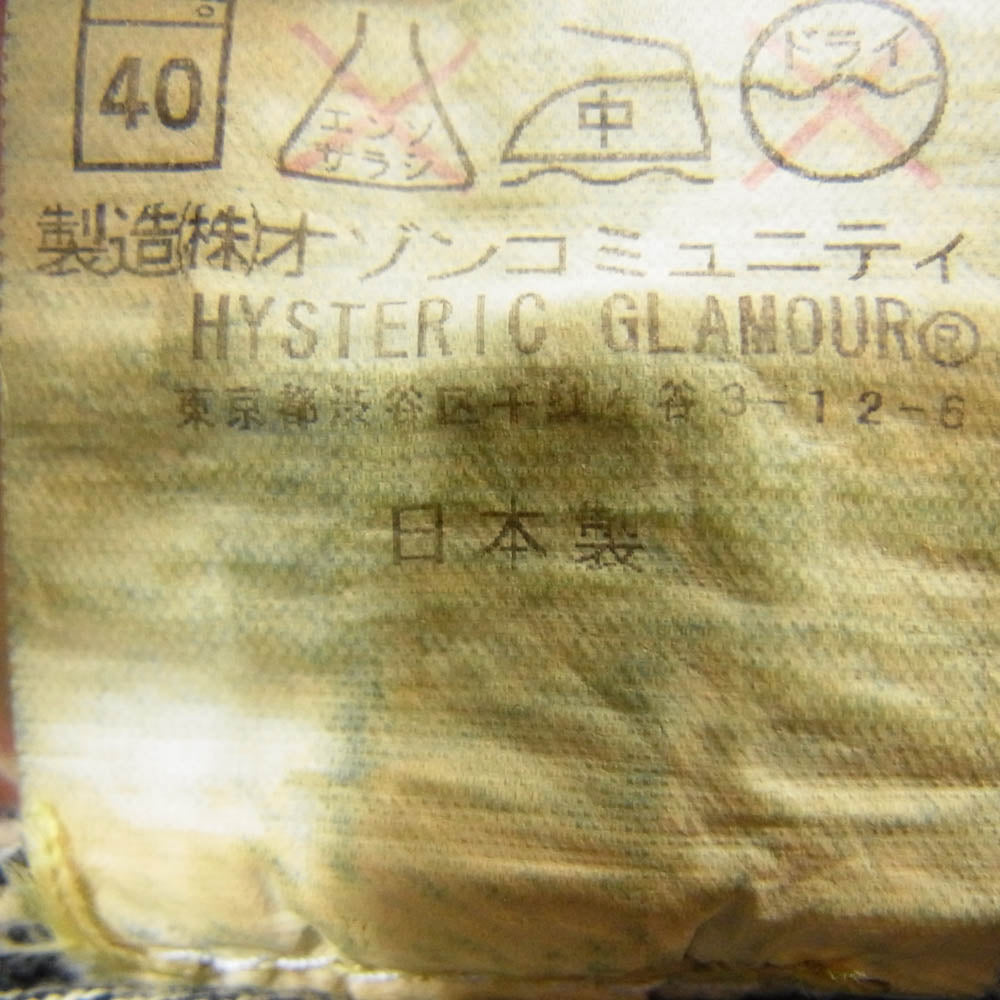 40 エンソサラシ 中 ドライ
製造(株)オゾンコミュニティ
HYSTERIC GLAMOUR®
東京都渋谷区千駄ヶ谷3-12-6
日本製